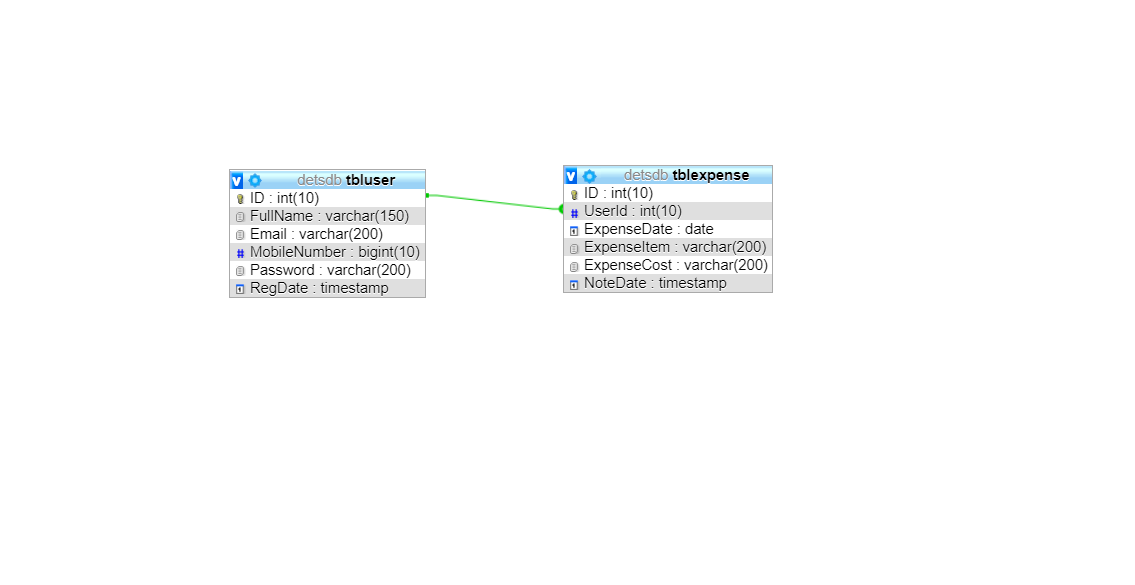 detsdb tbluser
ID : int(10)
FullName : varchar(150)
Email : varchar(200)
MobileNumber : bigint(10)
Password : varchar(200)
RegDate : timestamp
detsdb tblexpense
ID : int(10)
UserId : int(10)
ExpenseDate : date
ExpenseItem : varchar(200)
ExpenseCost : varchar(200)
NoteDate : timestamp